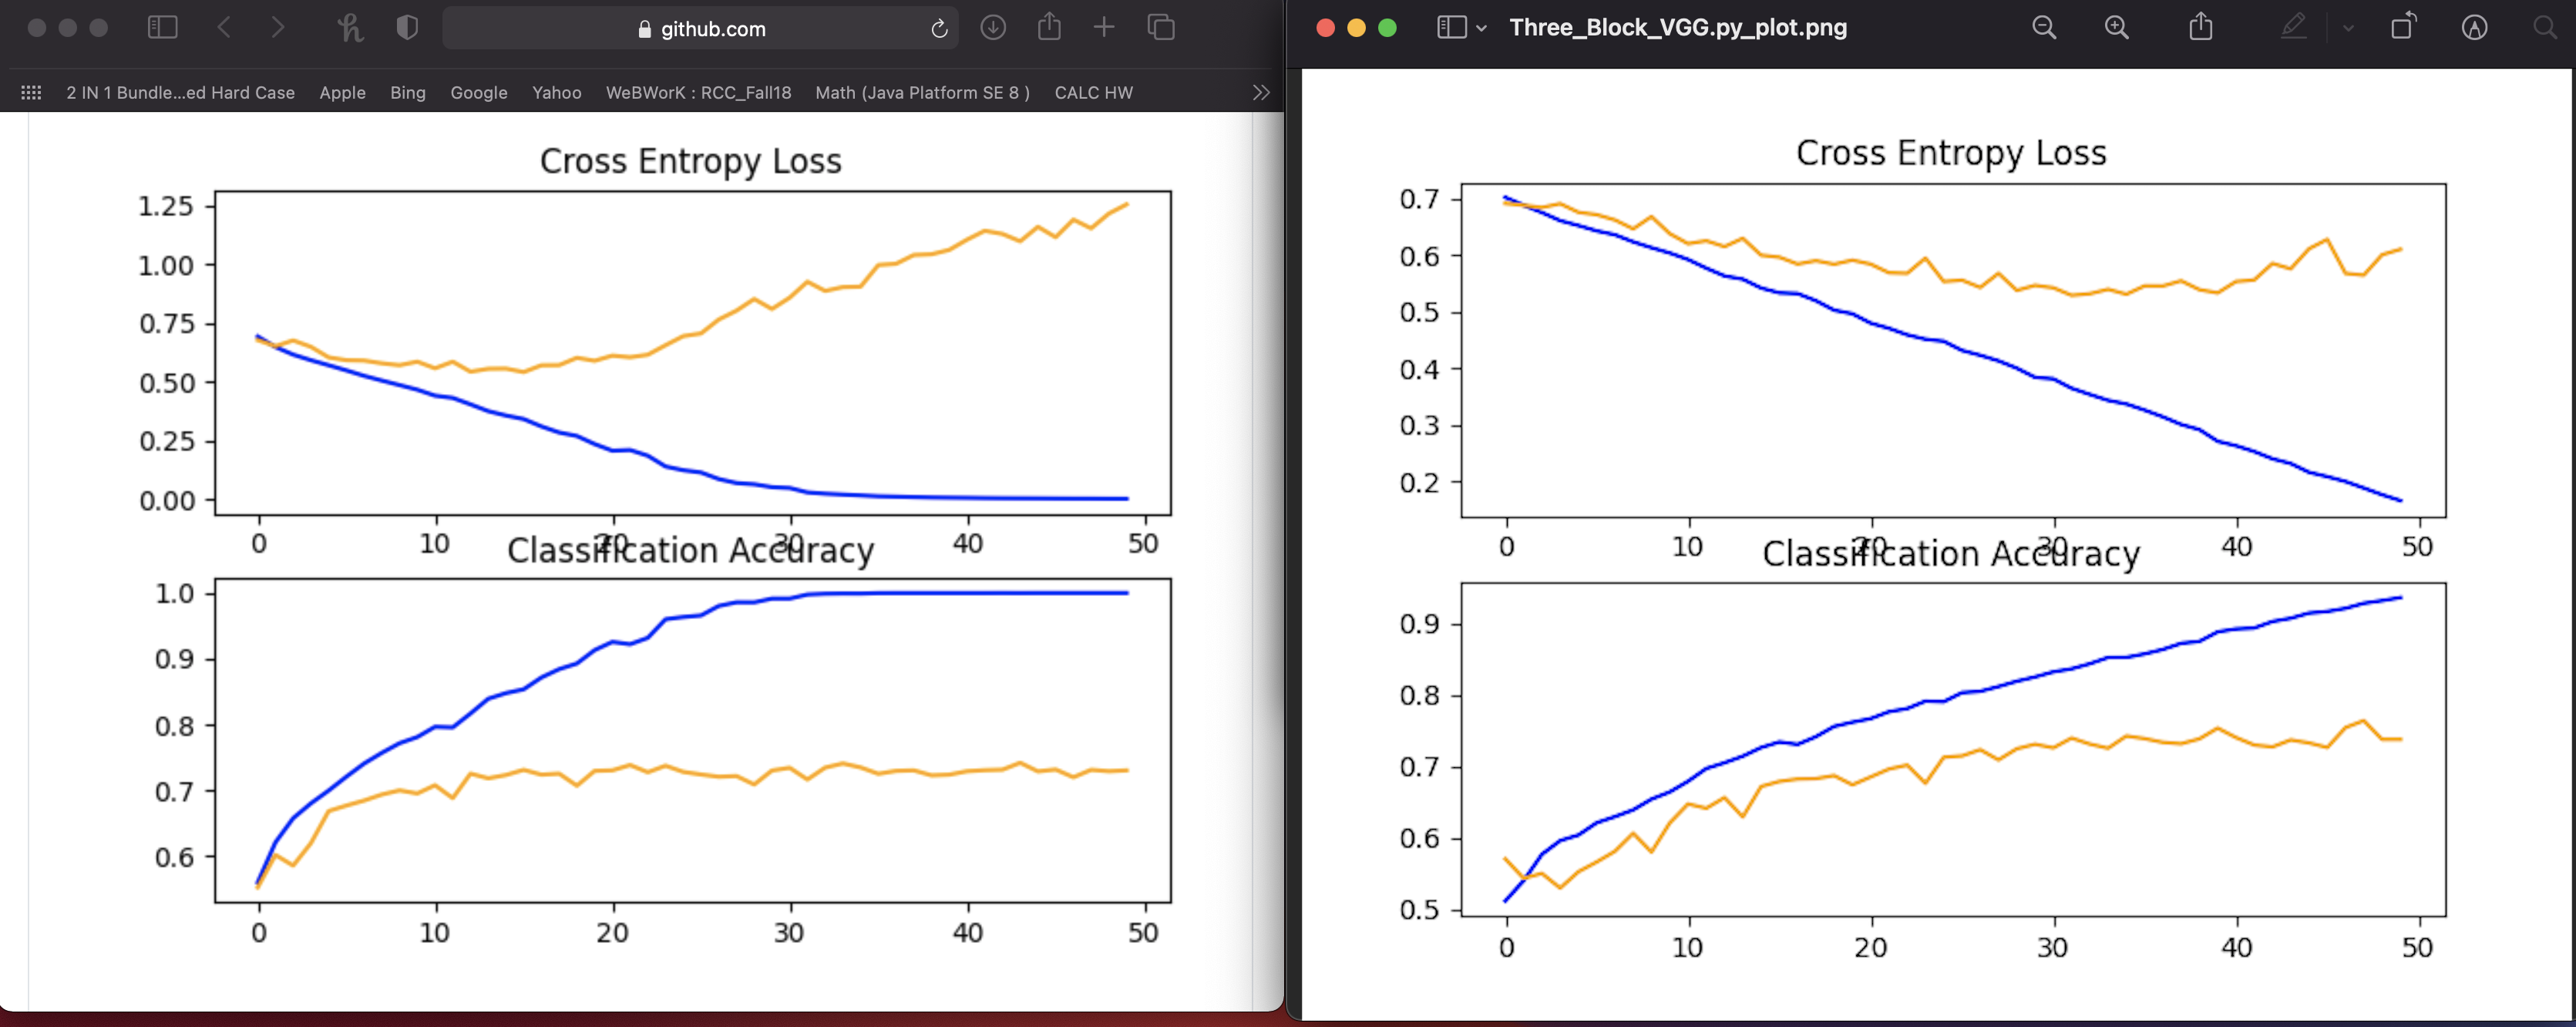 github.com
2 IN 1 Bundle...ed Hard Case Apple Bing Google Yahoo WeBWorK : RCC_Fall18 Math (Java Platform SE 8 ) CALC HW
Cross Entropy Loss
1.25
1.00
0.75
0.50
0.25
0.00
0 10 20 30 40 50
Classification Accuracy
1.0
0.9
0.8
0.7
0.6
0 10 20 30 40 50
Three_Block_VGG.py_plot.png
Cross Entropy Loss
0.7
0.6
0.5
0.4
0.3
0.2
0 10 20 30 40 50
Classification Accuracy
0.9
0.8
0.7
0.6
0.5
0 10 20 30 40 50